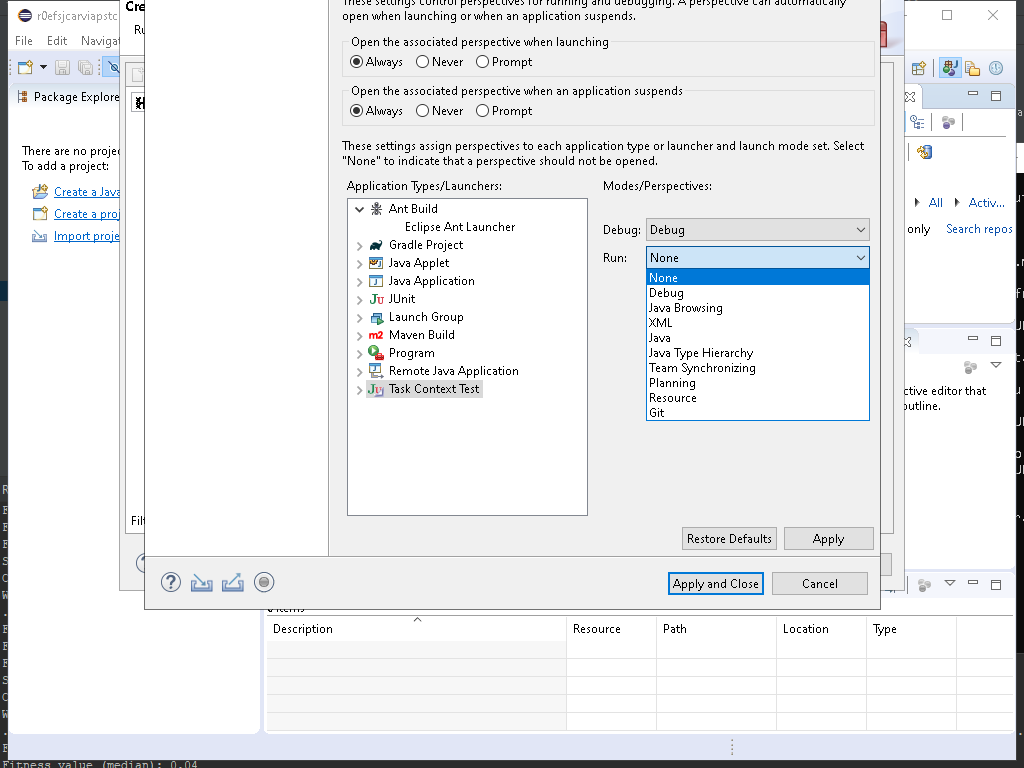 r0efsjcarviapstc
Cre
These settings control perspectives for running and debugging. A perspective can automatically
open when launching or when an application suspends.
File Edit Navigat
Ru
Open the associated perspective when launching
Always Never Prompt
Open the associated perspective when an application suspends
Always Never Prompt
Package Explore
There are no projec
To add a project:
Create a Java
Create a proj
Import proje
These settings assign perspectives to each application type or launcher and launch mode set. Select
"None" to indicate that a perspective should not be opened.
Application Types/Launchers:
Modes/Perspectives:
Ant Build
Eclipse Ant Launcher
Gradle Project
Java Applet
Java Application
JUnit
Launch Group
Maven Build
Program
Remote Java Application
Task Context Test
Debug: Debug
Run: None
None
Debug
Java Browsing
XML
Java
Java Type Hierarchy
Team Synchronizing
Planning
Resource
Git
All Activ...
only Search repos
ctive editor that
outline.
Filt
Restore Defaults Apply
Apply and Close Cancel
Description Resource Path Location Type
Fitness value (median): 0.04